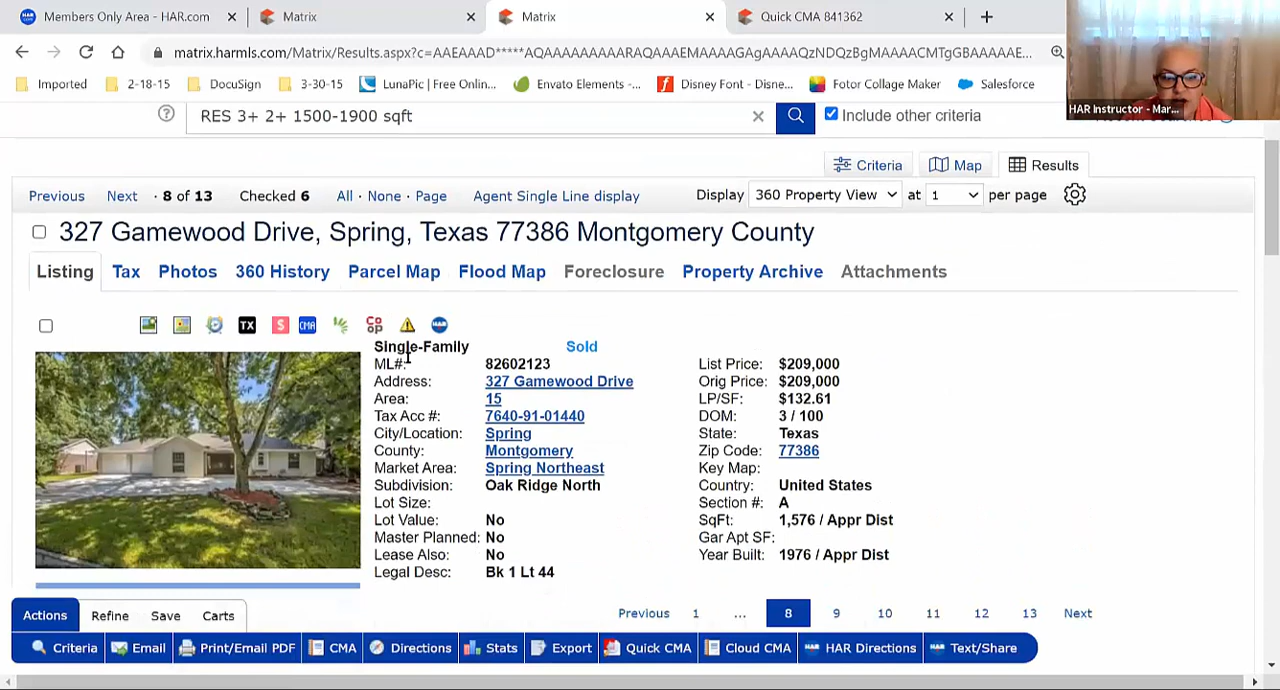 Members Only Area - HAR.com
Matrix
Matrix
Quick CMA 841362
matrix.harmls.com/Matrix/Results.aspx?c=AAEAAAD*****AQAAAAAAAAARAQAAAEMAAAAGAgAAAAQzNDQzBgMAAAACMTgGBAAAAAE...
Imported
2-18-15
DocuSign
3-30-15
LunaPic | Free Onlin...
Envato Elements -...
Disney Font - Disne...
Fotor Collage Maker
Salesforce
HAR Instructor - Mar...
RES 3+ 2+ 1500-1900 sqft
Include other criteria
Criteria
Map
Results
Previous Next · 8 of 13 Checked 6 All · None · Page Agent Single Line display Display 360 Property View at 1 per page
327 Gamewood Drive, Spring, Texas 77386 Montgomery County
Listing Tax Photos 360 History Parcel Map Flood Map Foreclosure Property Archive Attachments
TX $ CMA CO OP HAR
Single-Family Sold
ML#: 82602123 List Price: $209,000
Address: 327 Gamewood Drive Orig Price: $209,000
Area: 15 LP/SF: $132.61
Tax Acc #: 7640-91-01440 DOM: 3 / 100
City/Location: Spring State: Texas
County: Montgomery Zip Code: 77386
Market Area: Spring Northeast Key Map:
Subdivision: Oak Ridge North Country: United States
Lot Size: Section #: A
Lot Value: No SqFt: 1,576 / Appr Dist
Master Planned: No Gar Apt SF:
Lease Also: No Year Built: 1976 / Appr Dist
Legal Desc: Bk 1 Lt 44
Actions Refine Save Carts
Previous 1 ... 8 9 10 11 12 13 Next
Criteria Email Print/Email PDF CMA Directions Stats Export Quick CMA Cloud CMA HAR Directions Text/Share